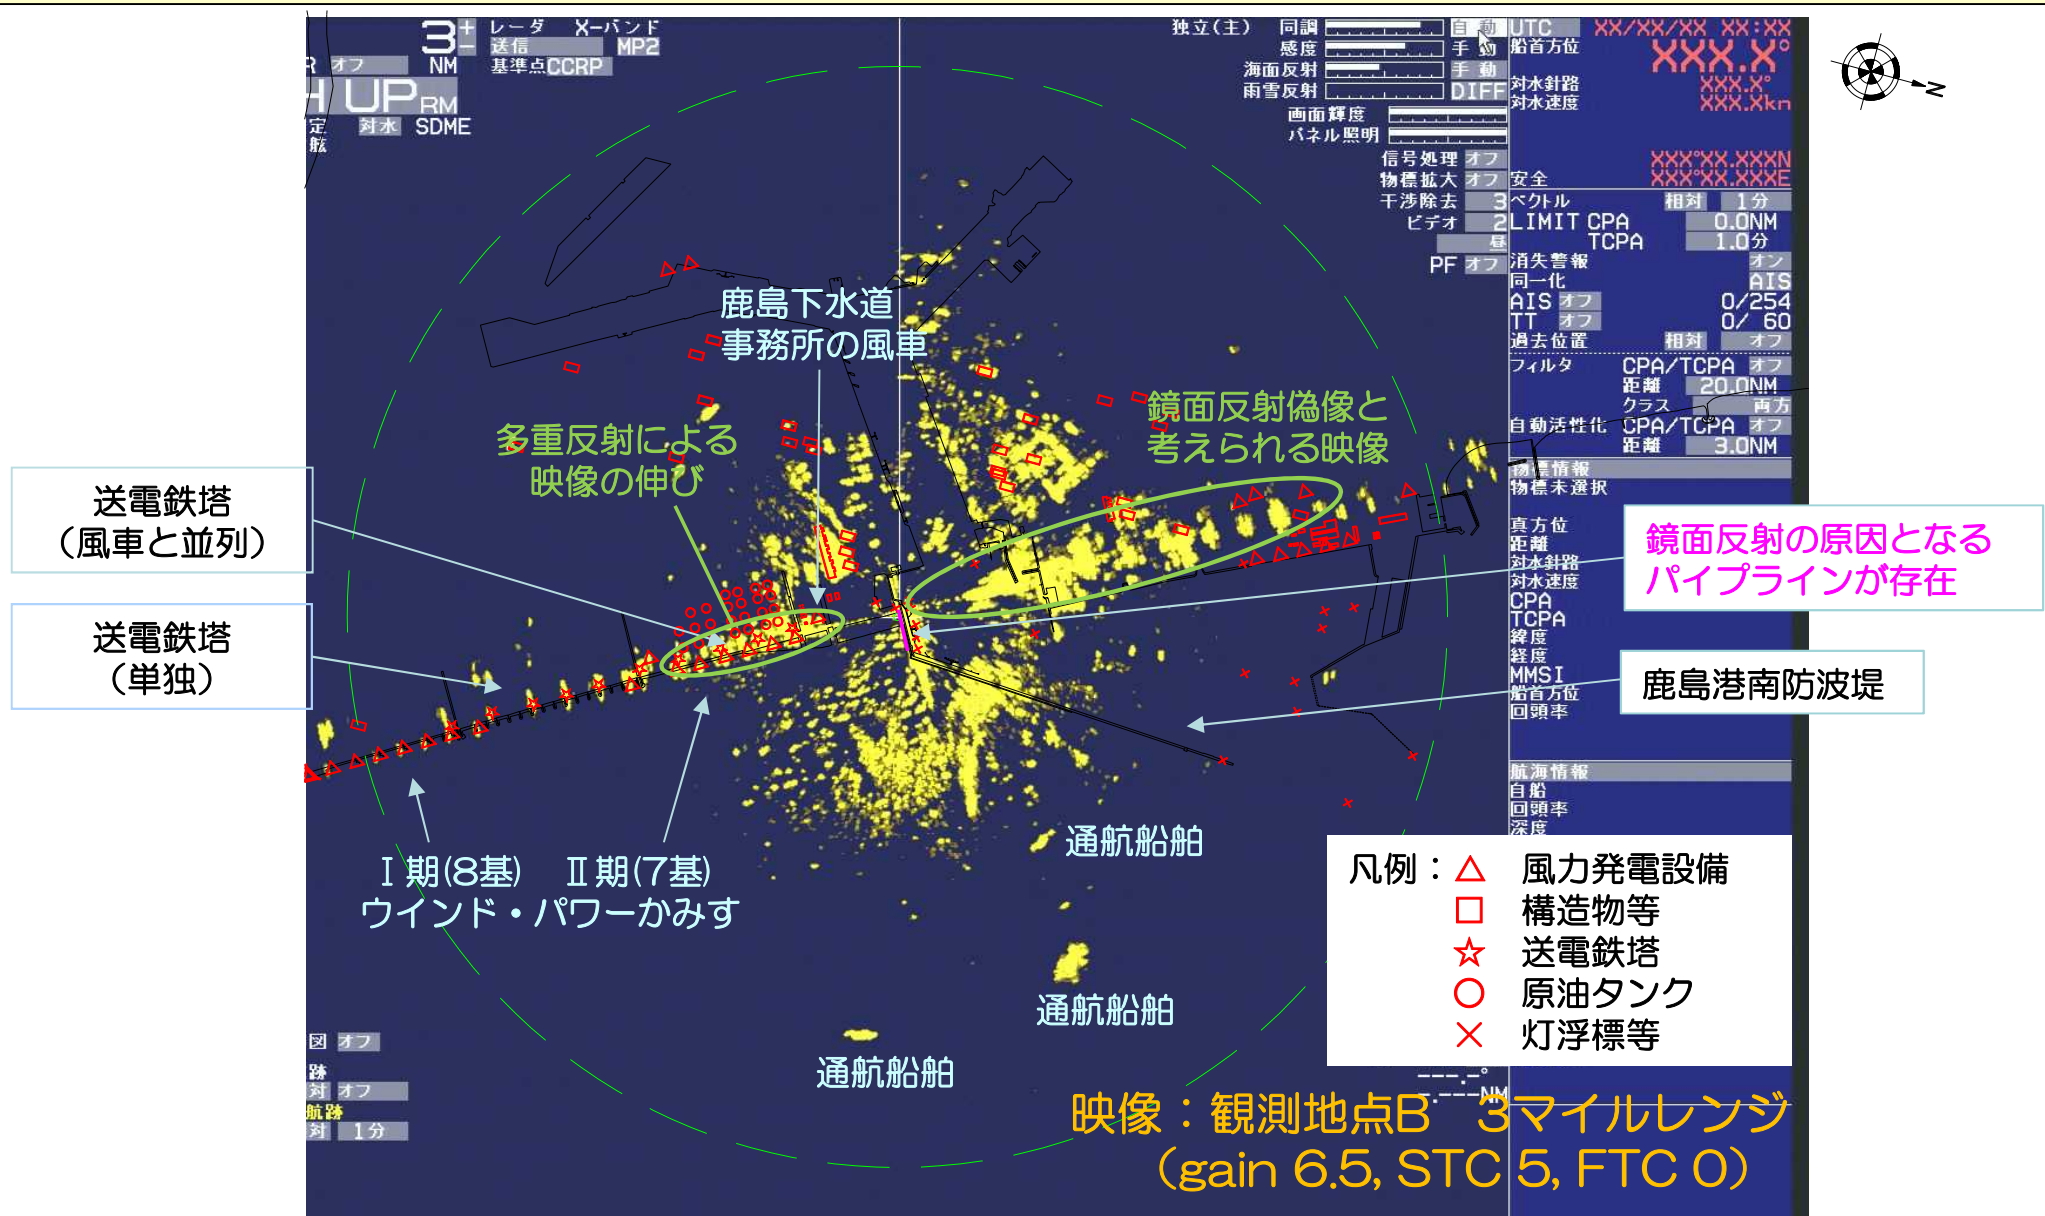 3
+
−
NM
レーダ X-バンド
送信 MP2
基準点CCRP
R オフ
H UP RM
定 対水 SDME
舷
独立(主) 同調 自動
感度 手動
海面反射 手動
雨雪反射 DIFF
画面輝度
パネル照明
信号処理 オフ
物標拡大 オフ
干渉除去 3
ビデオ 2
昼
PF オフ
UTC XX/XX/XX XX:XX
船首方位 XXX.X°
対水針路 XXX.X°
対水速度 XXX.Xkn
XXX°XX.XXXN
安全 XXX°XX.XXXE
ベクトル 相対 1分
LIMIT CPA 0.0NM
TCPA 1.0分
消失警報 オン
同一化 AIS
AIS オフ 0/254
TT オフ 0/ 60
過去位置 相対 オフ
フィルタ CPA/TCPA オフ
距離 20.0NM
クラス 両方
自動活性化 CPA/TCPA オフ
距離 3.0NM
物標情報
物標未選択
真方位
距離
対水針路
対水速度
CPA
TCPA
緯度
経度
MMSI
船首方位
回頭率
航海情報
自船
回頭率
深度
N
鹿島下水道
事務所の風車
多重反射による
映像の伸び
鏡面反射偽像と
考えられる映像
送電鉄塔
（風車と並列）
送電鉄塔
（単独）
鏡面反射の原因となる
パイプラインが存在
鹿島港南防波堤
Ⅰ期(8基) Ⅱ期(7基)
ウインド・パワーかみす
通航船舶
通航船舶
通航船舶
凡例：△ 風力発電設備
□ 構造物等
☆ 送電鉄塔
○ 原油タンク
× 灯浮標等
図 オフ
跡
対 オフ
航跡
対 1分
---.-°
-.---NM
映像：観測地点B 3マイルレンジ
（gain 6.5, STC 5, FTC 0）